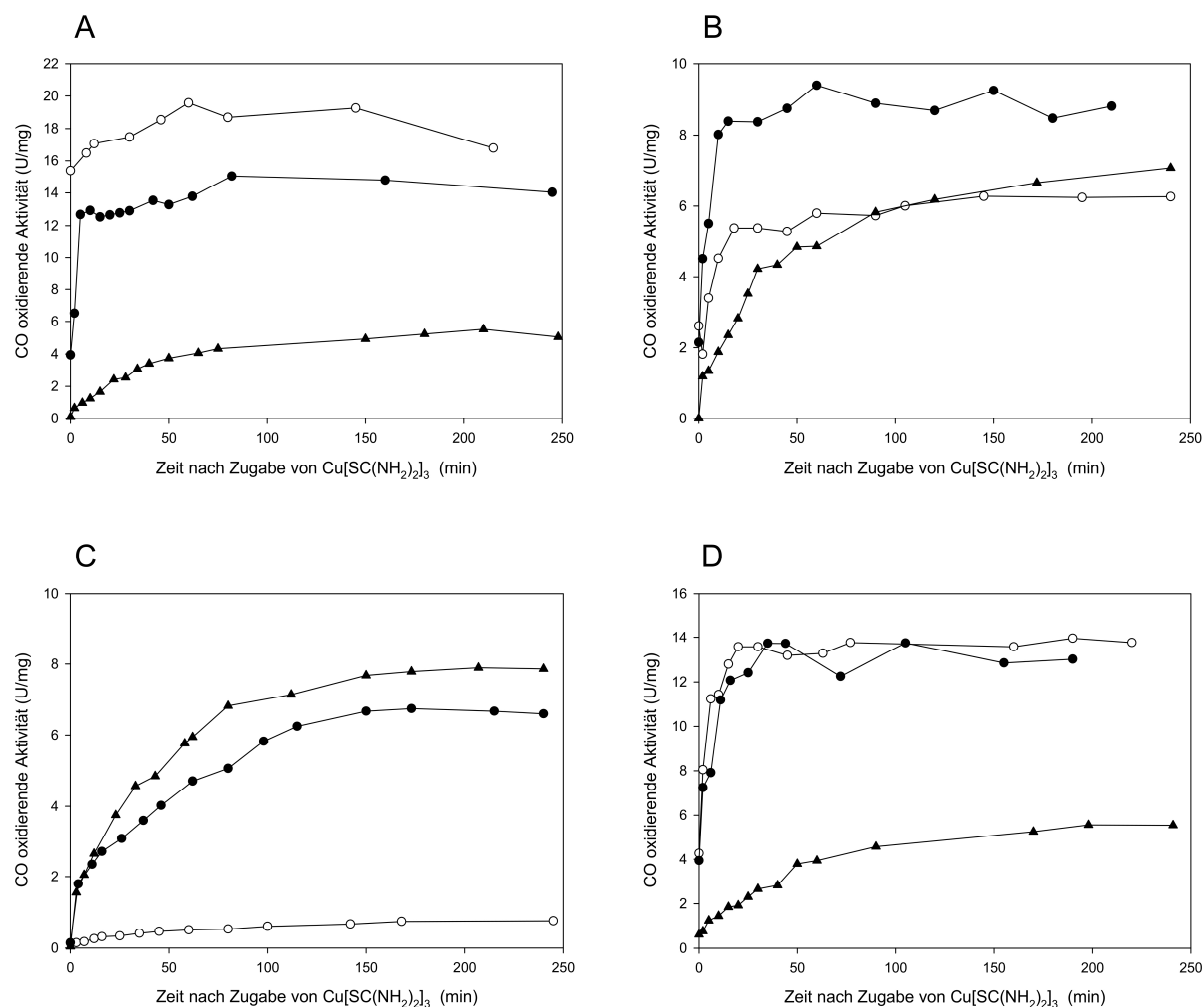 A
CO oxidierende Aktivität (U/mg)
22
20
18
16
14
12
10
8
6
4
2
0
0 50 100 150 200 250
Zeit nach Zugabe von Cu[SC(NH₂)₂]₃ (min)
B
CO oxidierende Aktivität (U/mg)
10
8
6
4
2
0
0 50 100 150 200 250
Zeit nach Zugabe von Cu[SC(NH₂)₂]₃ (min)
C
CO oxidierende Aktivität (U/mg)
10
8
6
4
2
0
0 50 100 150 200 250
Zeit nach Zugabe von Cu[SC(NH₂)₂]₃ (min)
D
CO oxidierende Aktivität (U/mg)
16
14
12
10
8
6
4
2
0
0 50 100 150 200 250
Zeit nach Zugabe von Cu[SC(NH₂)₂]₃ (min)